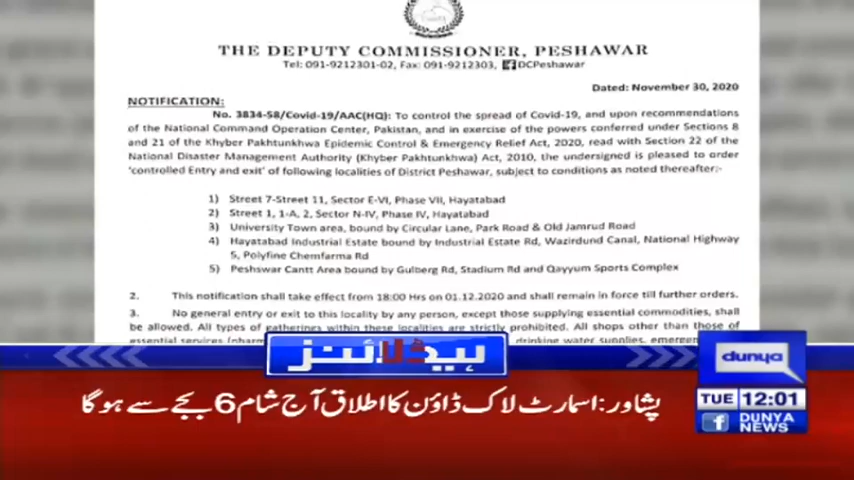 THE DEPUTY COMMISSIONER, PESHAWAR
Tel: 091-9212301-02, Fax: 091-9212303, DCPeshawar
Dated: November 30, 2020
NOTIFICATION:
No. 3834-58/Covid-19/AAC(HQ): To control the spread of Covid-19, and upon recommendations
of the National Command Operation Center, Pakistan, and in exercise of the powers conferred under Sections 8
and 21 of the Khyber Pakhtunkhwa Epidemic Control & Emergency Relief Act, 2020, read with Section 22 of the
National Disaster Management Authority (Khyber Pakhtunkhwa) Act, 2010, the undersigned is pleased to order
'controlled Entry and exit' of following localities of District Peshawar, subject to conditions as noted thereafter:-
1) Street 7-Street 11, Sector E-VI, Phase VII, Hayatabad
2) Street 1, 1-A, 2, Sector N-IV, Phase IV, Hayatabad
3) University Town area, bound by Circular Lane, Park Road & Old Jamrud Road
4) Hayatabad Industrial Estate bound by Industrial Estate Rd, Wazirdund Canal, National Highway
5, Polyfine Chemfarma Rd
5) Peshswar Cantt Area bound by Gulberg Rd, Stadium Rd and Qayyum Sports Complex
2. This notification shall take effect from 18:00 Hrs on 01.12.2020 and shall remain in force till further orders.
3. No general entry or exit to this locality by any person, except those supplying essential commodities, shall
be allowed. All types of gatherings within these localities are strictly prohibited. All shops other than those of
essential services (pharm drinking water supplies, emergen
ہیڈلائنز
dunya
پشاور: اسمارٹ لاک ڈاؤن کا اطلاق آج شام 6 بجے سے ہوگا
TUE 12:01
DUNYA
NEWS